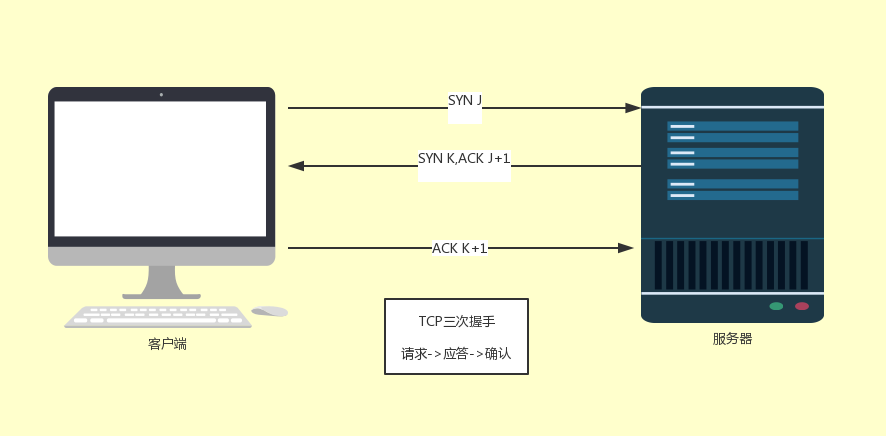 SYN J
SYN K,ACK J+1
ACK K+1
TCP三次握手
请求->应答->确认
客户端
服务器